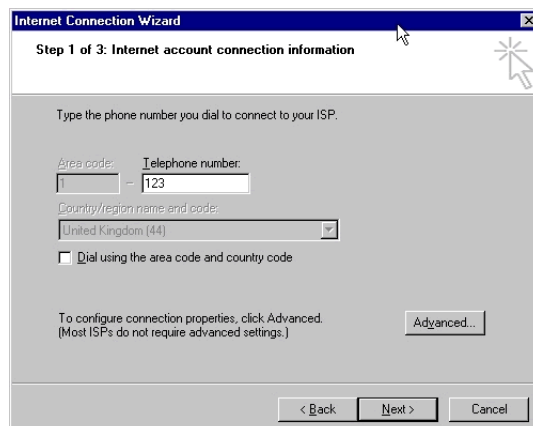 Internet Connection Wizard
Step 1 of 3: Internet account connection information
Type the phone number you dial to connect to your ISP.
Area code: Telephone number:
1 - 123
Country/region name and code:
United Kingdom (44)
Dial using the area code and country code
To configure connection properties, click Advanced.
(Most ISPs do not require advanced settings.)
Advanced...
< Back Next > Cancel